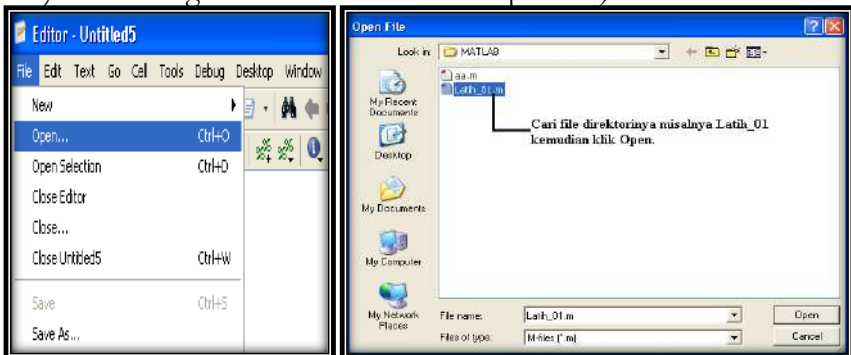 Editor - Untitled5
File Edit Text Go Cell Tools Debug Desktop Window
New
Open... Ctrl+O
Open Selection Ctrl+D
Close Editor
Close...
Close Untitled5 Ctrl+W
Save Ctrl+S
Save As...
Open File
Look in: MATLAB
aa.m
Latih_01.m
My Recent
Documents
Desktop
My Documents
My Computer
My Network
Places
Cari file direktorinya misalnya Latih_01
kemudian klik Open.
File name: Latih_01.m Open
Files of type: M-files (*.m) Cancel